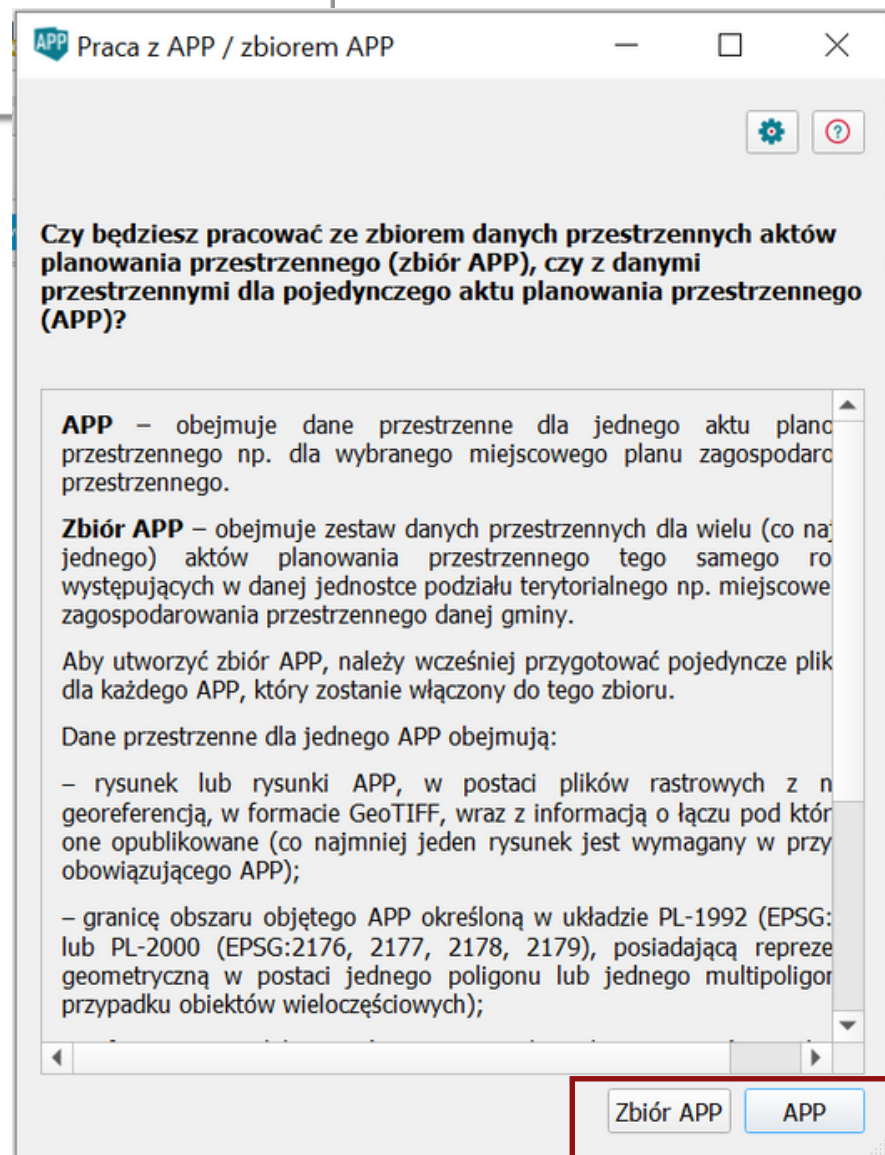 APP Praca z APP / zbiorem APP
Czy będziesz pracować ze zbiorem danych przestrzennych aktów
planowania przestrzennego (zbiór APP), czy z danymi
przestrzennymi dla pojedynczego aktu planowania przestrzennego
(APP)?
APP – obejmuje dane przestrzenne dla jednego aktu plano
przestrzennego np. dla wybranego miejscowego planu zagospodaro
przestrzennego.
Zbiór APP – obejmuje zestaw danych przestrzennych dla wielu (co naj
jednego) aktów planowania przestrzennego tego samego ro
występujących w danej jednostce podziału terytorialnego np. miejscowe
zagospodarowania przestrzennego danej gminy.
Aby utworzyć zbiór APP, należy wcześniej przygotować pojedyncze plik
dla każdego APP, który zostanie włączony do tego zbioru.
Dane przestrzenne dla jednego APP obejmują:
– rysunek lub rysunki APP, w postaci plików rastrowych z n
georeferencją, w formacie GeoTIFF, wraz z informacją o łączu pod któr
one opublikowane (co najmniej jeden rysunek jest wymagany w przy
obowiązującego APP);
– granicę obszaru objętego APP określoną w układzie PL-1992 (EPSG:
lub PL-2000 (EPSG:2176, 2177, 2178, 2179), posiadającą repreze
geometryczną w postaci jednego poligonu lub jednego multipoligon
przypadku obiektów wieloczęściowych);
Zbiór APP APP